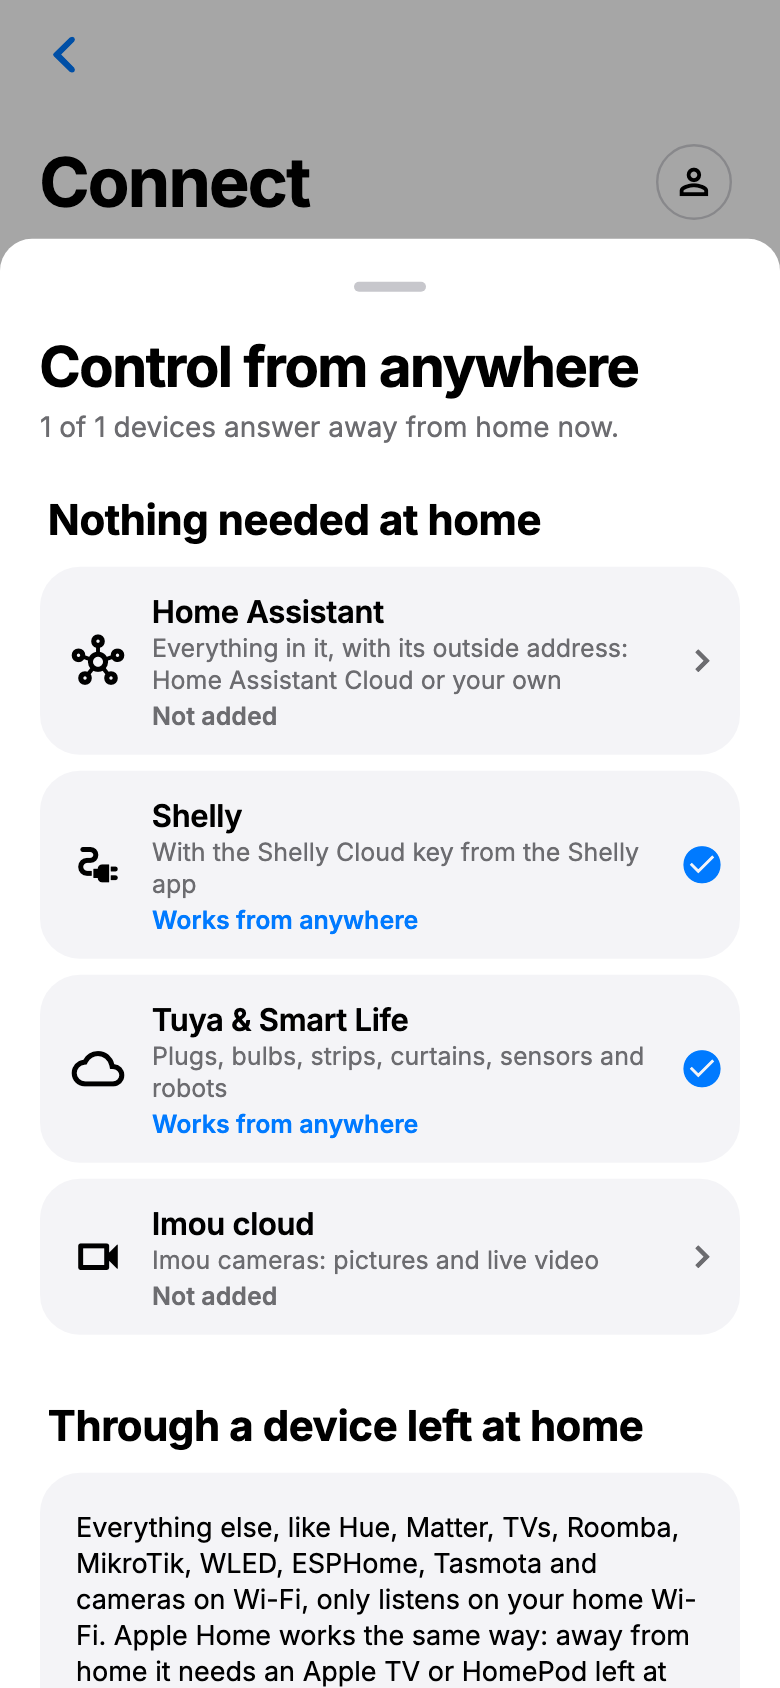 Connect
Control from anywhere
1 of 1 devices answer away from home now.
Nothing needed at home
Home Assistant
Everything in it, with its outside address:
Home Assistant Cloud or your own
Not added
Shelly
With the Shelly Cloud key from the Shelly
app
Works from anywhere
Tuya & Smart Life
Plugs, bulbs, strips, curtains, sensors and
robots
Works from anywhere
Imou cloud
Imou cameras: pictures and live video
Not added
Through a device left at home
Everything else, like Hue, Matter, TVs, Roomba,
MikroTik, WLED, ESPHome, Tasmota and
cameras on Wi-Fi, only listens on your home Wi-
Fi. Apple Home works the same way: away from
home it needs an Apple TV or HomePod left at